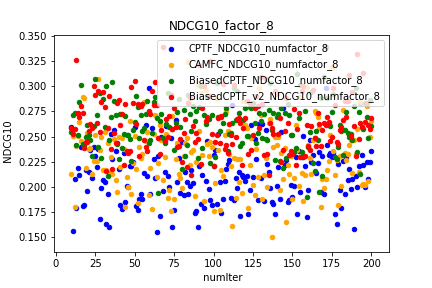 NDCG10_factor_8
CPTF_NDCG10_numfactor_8
CAMFC_NDCG10_numfactor_8
BiasedCPTF_NDCG10_numfactor_8
BiasedCPTF_v2_NDCG10_numfactor_8
NDCG10
0.350
0.325
0.300
0.275
0.250
0.225
0.200
0.175
0.150
0 25 50 75 100 125 150 175 200
numIter